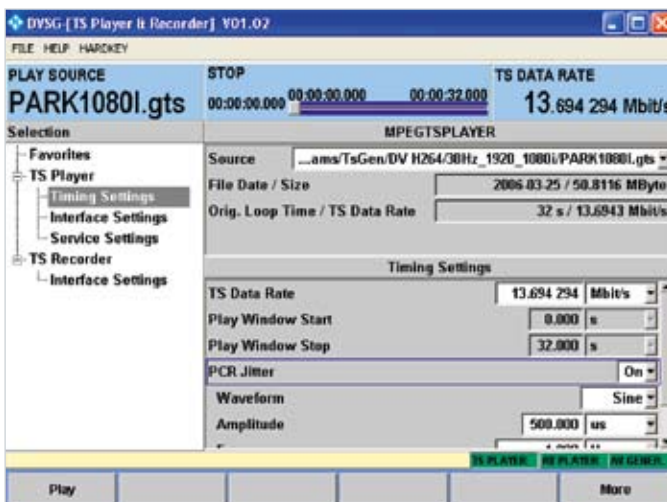 DVSG-[TS Player & Recorder] V01.02
FILE HELP HARDKEY
PLAY SOURCE
PARK1080I.gts
STOP
00:00:00.000 00:00:00.000 00:00:32.000
TS DATA RATE
13.694 294 Mbit/s
Selection
Favorites
TS Player
Timing Settings
Interface Settings
Service Settings
TS Recorder
Interface Settings
MPEGTSPLAYER
Source ...ams/TsGen/DV H264/30Hz_1920_1080i/PARK1080I.gts
File Date / Size 2006-03-25 / 50.8116 MByte
Orig. Loop Time / TS Data Rate 32 s / 13.6943 Mbit/s
Timing Settings
TS Data Rate 13.694 294 Mbit/s
Play Window Start 0.000 s
Play Window Stop 32.000 s
PCR Jitter On
Waveform Sine
Amplitude 500.000 us
TS PLAYER AV PLAYER AV GENER.
Play More